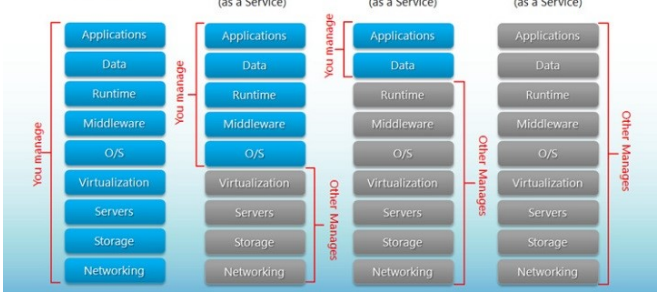 (as a Service) (as a Service) (as a Service)
Applications Applications Applications Applications
Data Data Data Data
Runtime Runtime Runtime Runtime
Middleware Middleware Middleware Middleware
O/S O/S O/S O/S
Virtualization Virtualization Virtualization Virtualization
Servers Servers Servers Servers
Storage Storage Storage Storage
Networking Networking Networking Networking
You manage
You manage
Other Manages
You manage
Other Manages
Other Manages